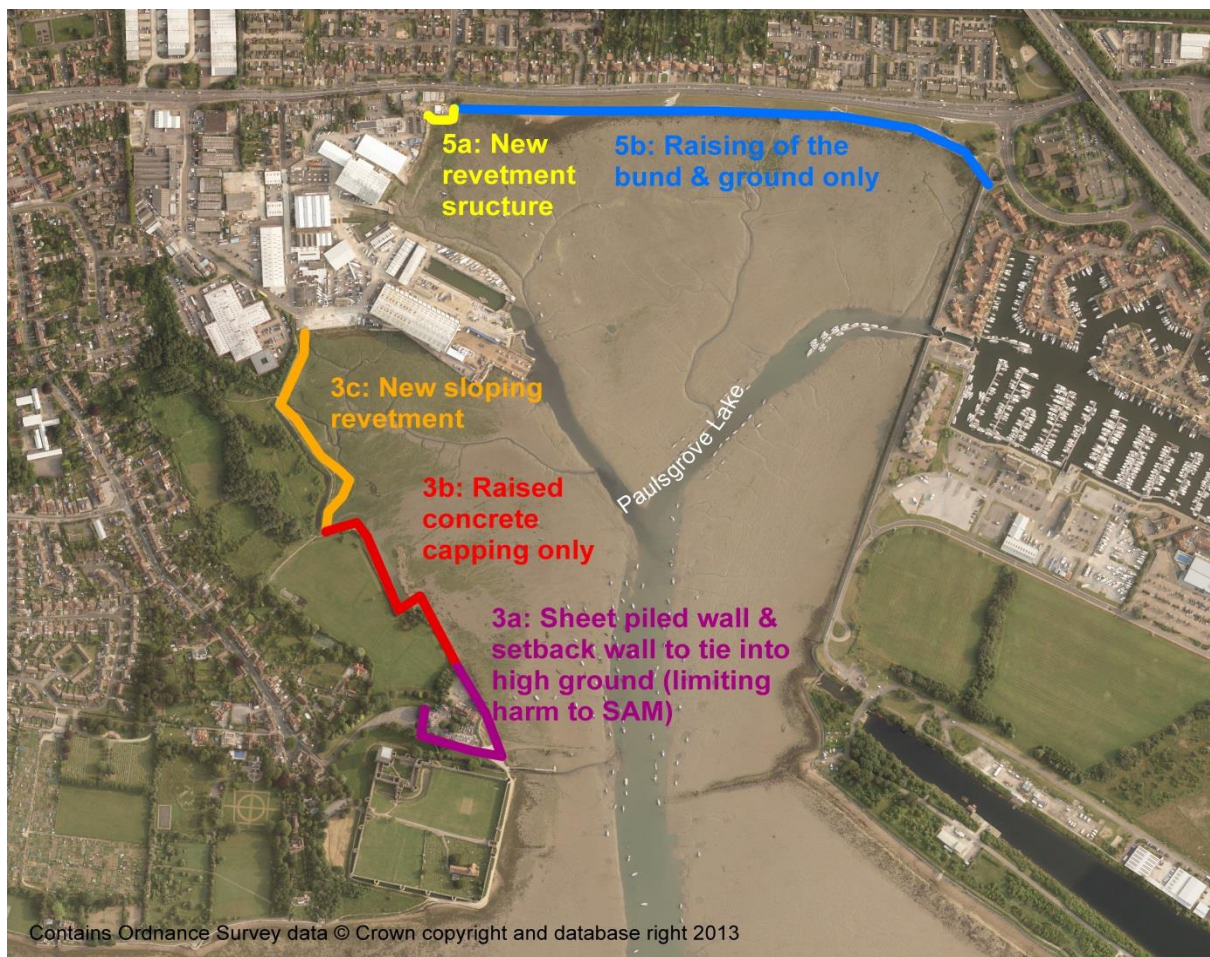 5a: New
revetment
sructure
5b: Raising of the
bund & ground only
3c: New sloping
revetment
Paulsgrove Lake
3b: Raised
concrete
capping only
3a: Sheet piled wall &
setback wall to tie into
high ground (limiting
harm to SAM)
Contains Ordnance Survey data © Crown copyright and database right 2013